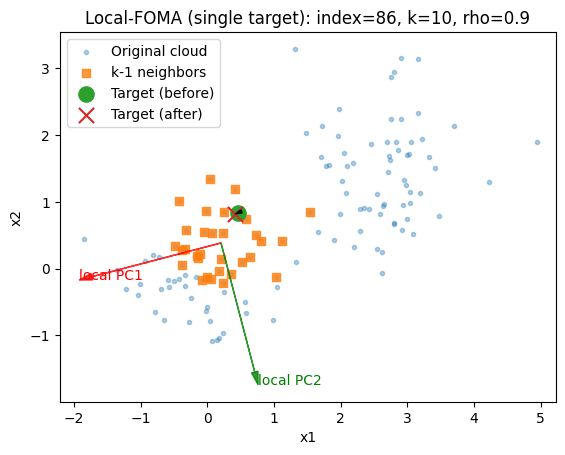 Local-FOMA (single target): index=86, k=10, rho=0.9
Original cloud
k-1 neighbors
Target (before)
Target (after)
3
2
1
0
−1
x2
local PC1
local PC2
−2
−1
0
1
2
3
4
5
x1